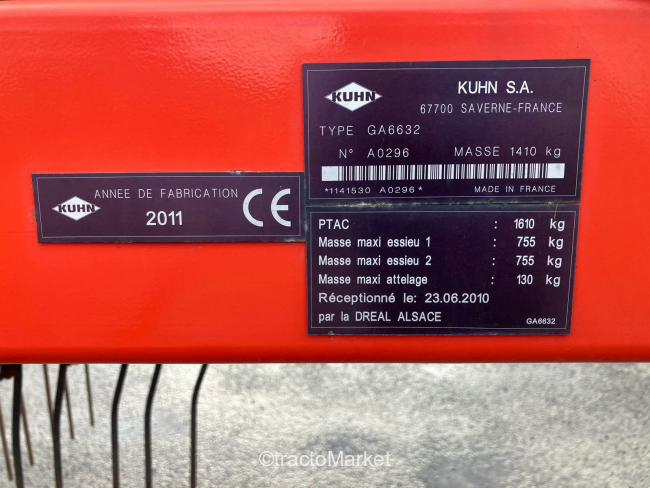 KUHN
KUHN S.A.
67700 SAVERNE-FRANCE
TYPE GA6632
N° A0296 MASSE 1410 kg
*1141530 A0296* MADE IN FRANCE
KUHN
ANNEE DE FABRICATION
2011
CE
PTAC : 1610 kg
Masse maxi essieu 1 : 755 kg
Masse maxi essieu 2 : 755 kg
Masse maxi attelage : 130 kg
Réceptionné le: 23.06.2010
par la DREAL ALSACE
GA6632
©tractoMarket